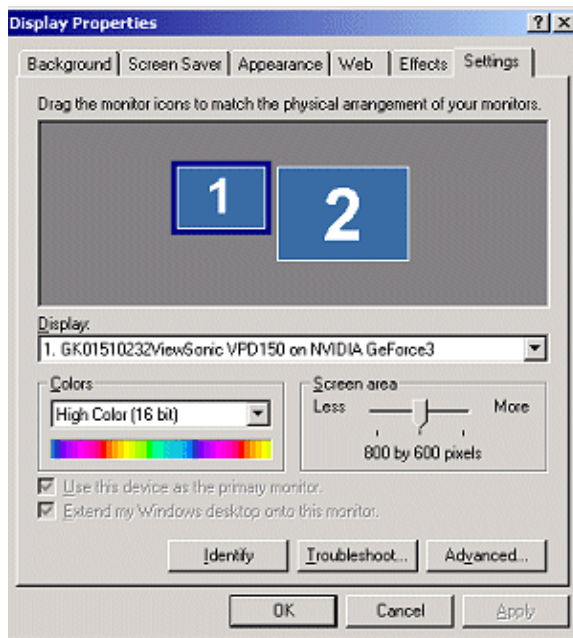 Display Properties
Background Screen Saver Appearance Web Effects Settings
Drag the monitor icons to match the physical arrangement of your monitors.
1 2
Display:
1. GK01510232ViewSonic VPD150 on NVIDIA GeForce3
Colors
High Color (16 bit)
Screen area
Less More
800 by 600 pixels
Use this device as the primary monitor.
Extend my Windows desktop onto this monitor.
Identify Troubleshoot... Advanced...
OK Cancel Apply